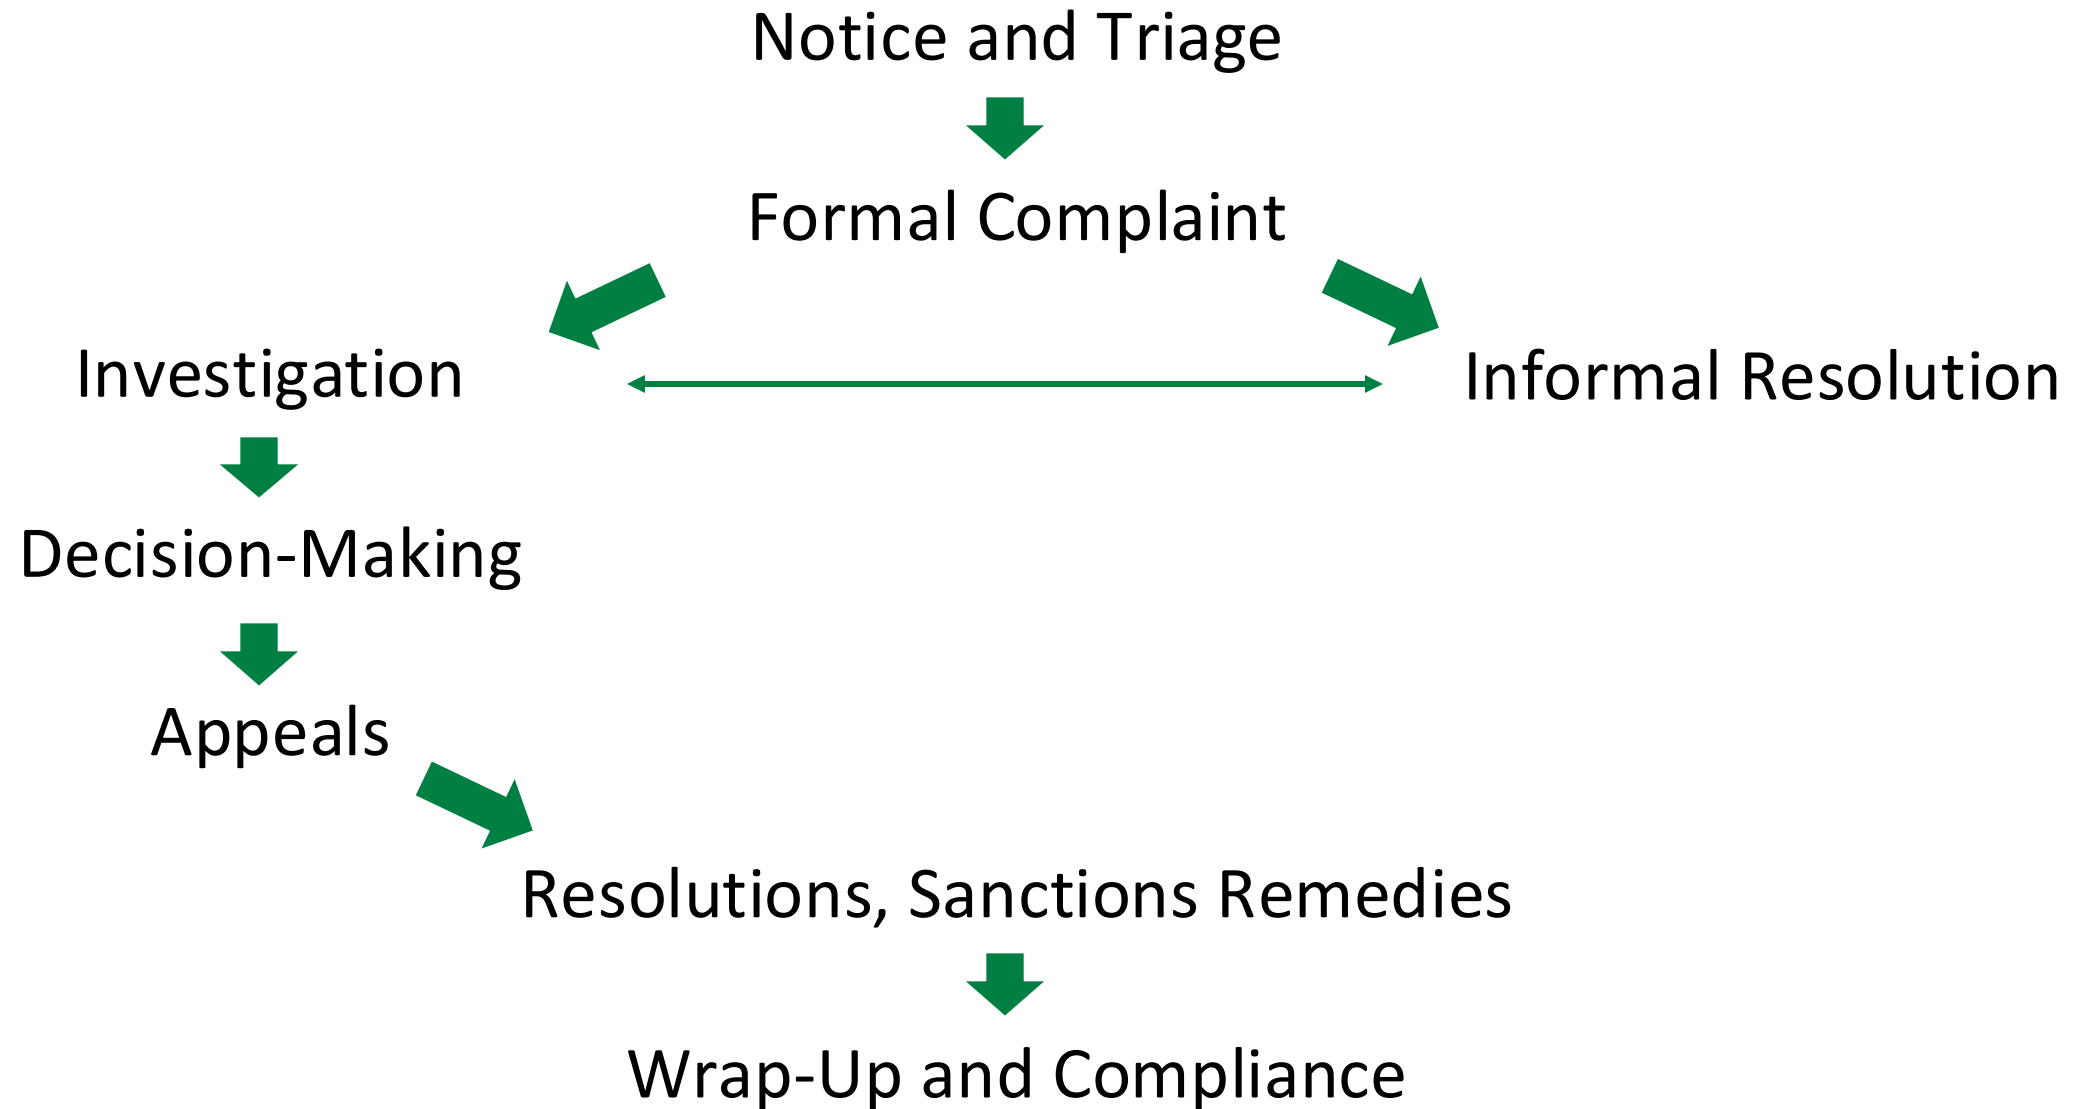 Notice and Triage
Formal Complaint
Investigation
Informal Resolution
Decision-Making
Appeals
Resolutions, Sanctions Remedies
Wrap-Up and Compliance